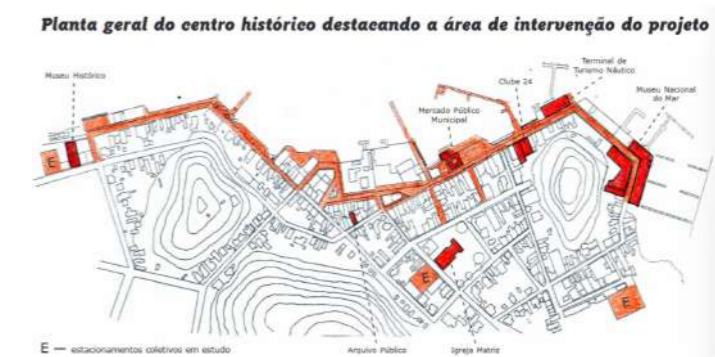 Planta geral do centro histórico destacando a área de intervenção do projeto
Terminal de
Turismo Náutico
Museu Histórico
Clube 24
Museu Nacional
do Mar
Mercado Público
Municipal
E
E
E
E — estacionamentos coletivos em estudo
Arquivo Público
Igreja Matriz